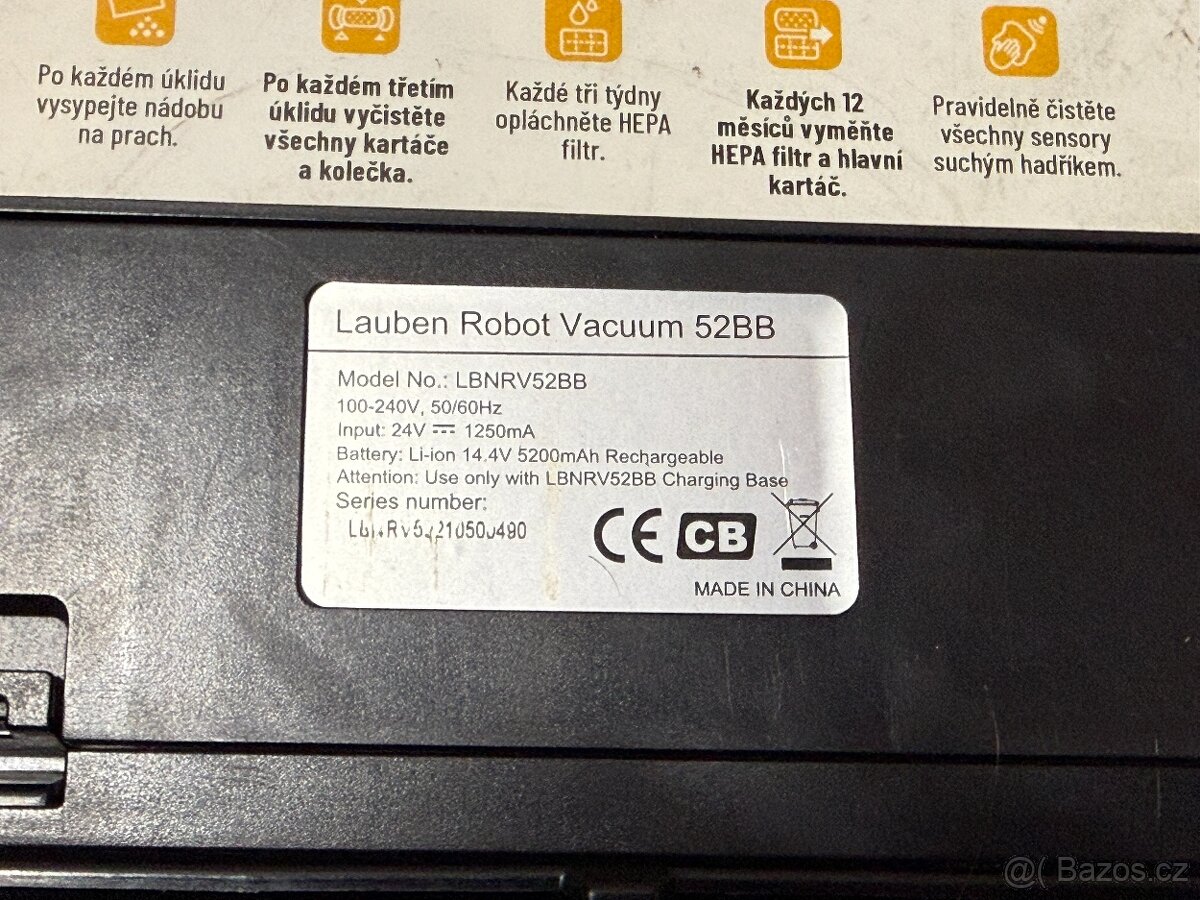 Po každém úklidu
vysypejte nádobu
na prach.
Po každém třetím
úklidu vyčistěte
všechny kartáče
a kolečka.
Každé tři týdny
opláchněte HEPA
filtr.
Každých 12
měsíců vyměňte
HEPA filtr a hlavní
kartáč.
Pravidelně čistěte
všechny sensory
suchým hadříkem.
Lauben Robot Vacuum 52BB
Model No.: LBNRV52BB
100-240V, 50/60Hz
Input: 24V ⎓ 1250mA
Battery: Li-ion 14.4V 5200mAh Rechargeable
Attention: Use only with LBNRV52BB Charging Base
Series number:
CE CB
MADE IN CHINA
@( Bazos.cz